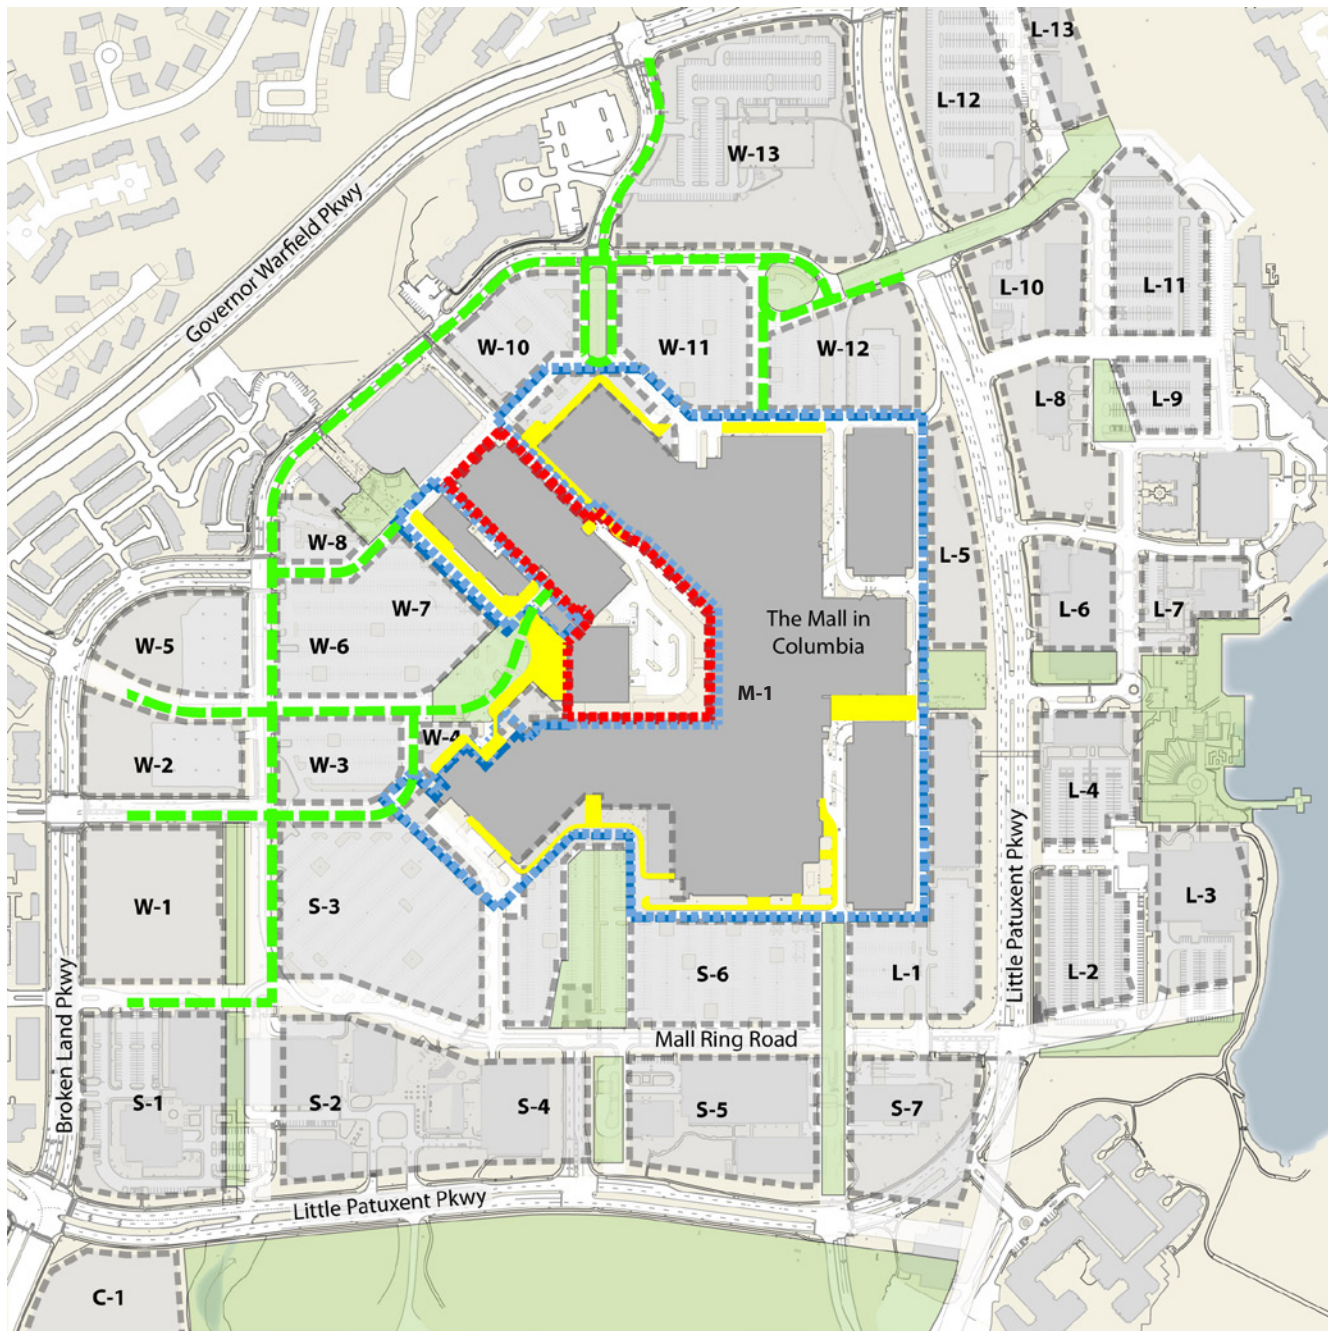 L-13
L-12
W-13
Governor Warfield Pkwy
L-10
L-11
W-10
W-11
W-12
L-8
L-9
W-8
L-5
W-7
L-6
L-7
W-5
W-6
The Mall in
Columbia
M-1
W-4
W-2
W-3
L-4
Little Patuxent Pkwy
W-1
S-3
L-3
S-6
L-1
L-2
Broken Land Pkwy
Mall Ring Road
S-1
S-2
S-4
S-5
S-7
Little Patuxent Pkwy
C-1